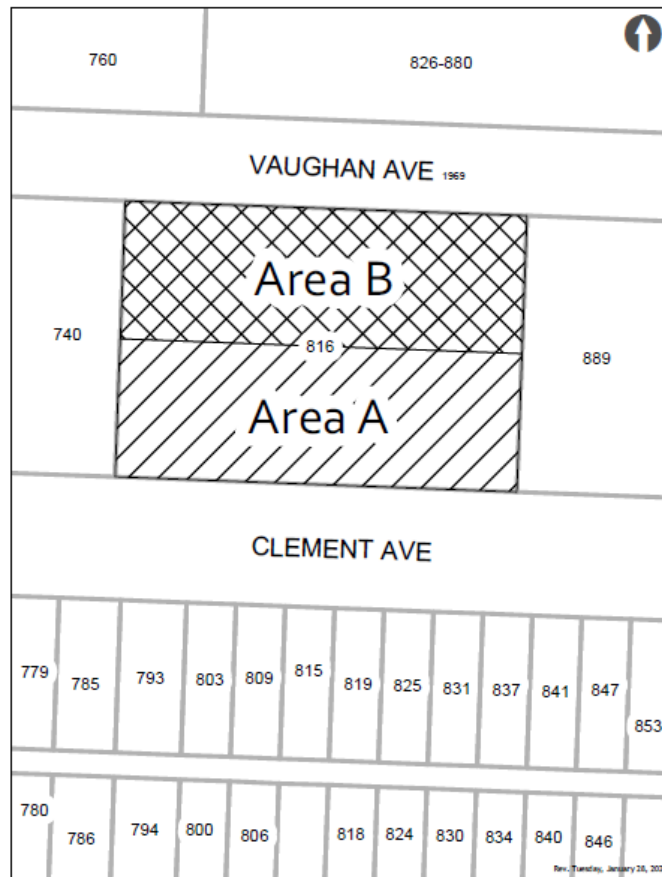 760 826-880
VAUGHAN AVE 1969
Area B
740 816 889
Area A
CLEMENT AVE
779 785 793 803 809 815 819 825 831 837 841 847 853
780 786 794 800 806 818 824 830 834 840 846
Rev. Tuesday, January 28, 202